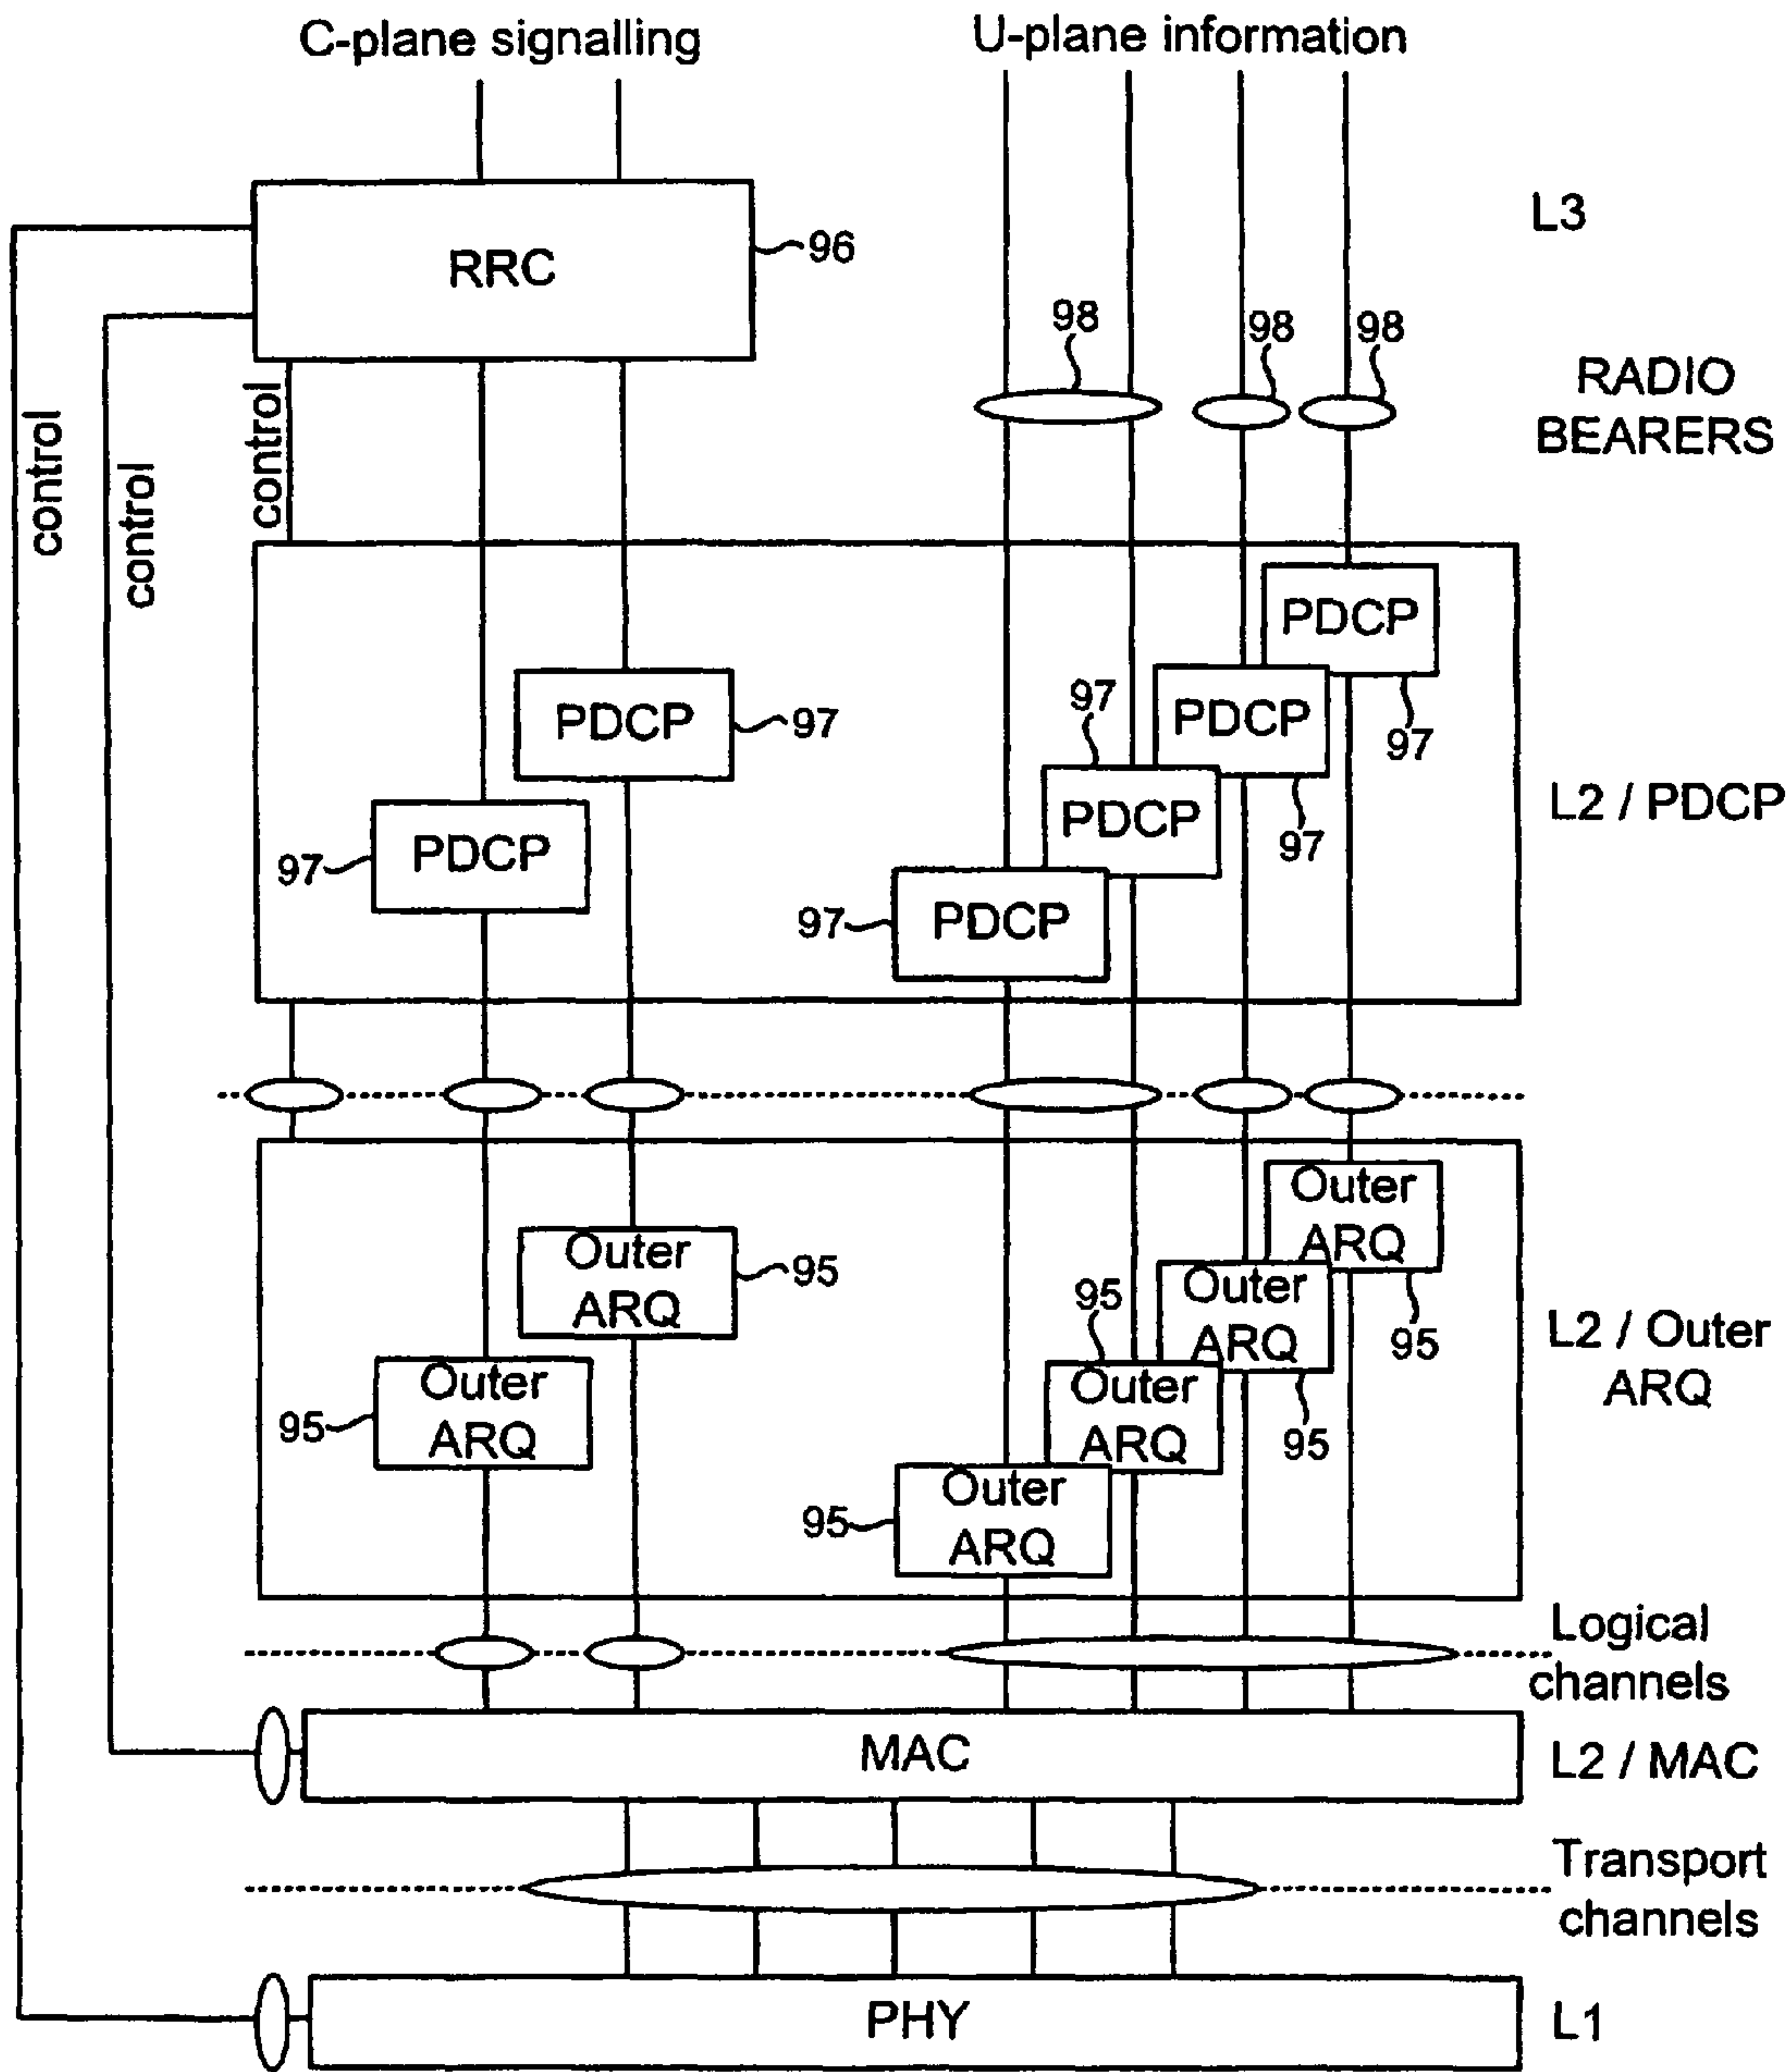 C-plane signalling
U-plane information
RRC
96
L3
98
98
98
RADIO
BEARERS
control
control
control
PDCP
97
PDCP
97
PDCP
97
PDCP
97
PDCP
97
PDCP
97
L2 / PDCP
Outer
ARQ
95
Outer
ARQ
95
Outer
ARQ
95
Outer
ARQ
95
Outer
ARQ
95
Outer
ARQ
95
L2 / Outer
ARQ
Logical
channels
MAC
L2 / MAC
Transport
channels
PHY
L1